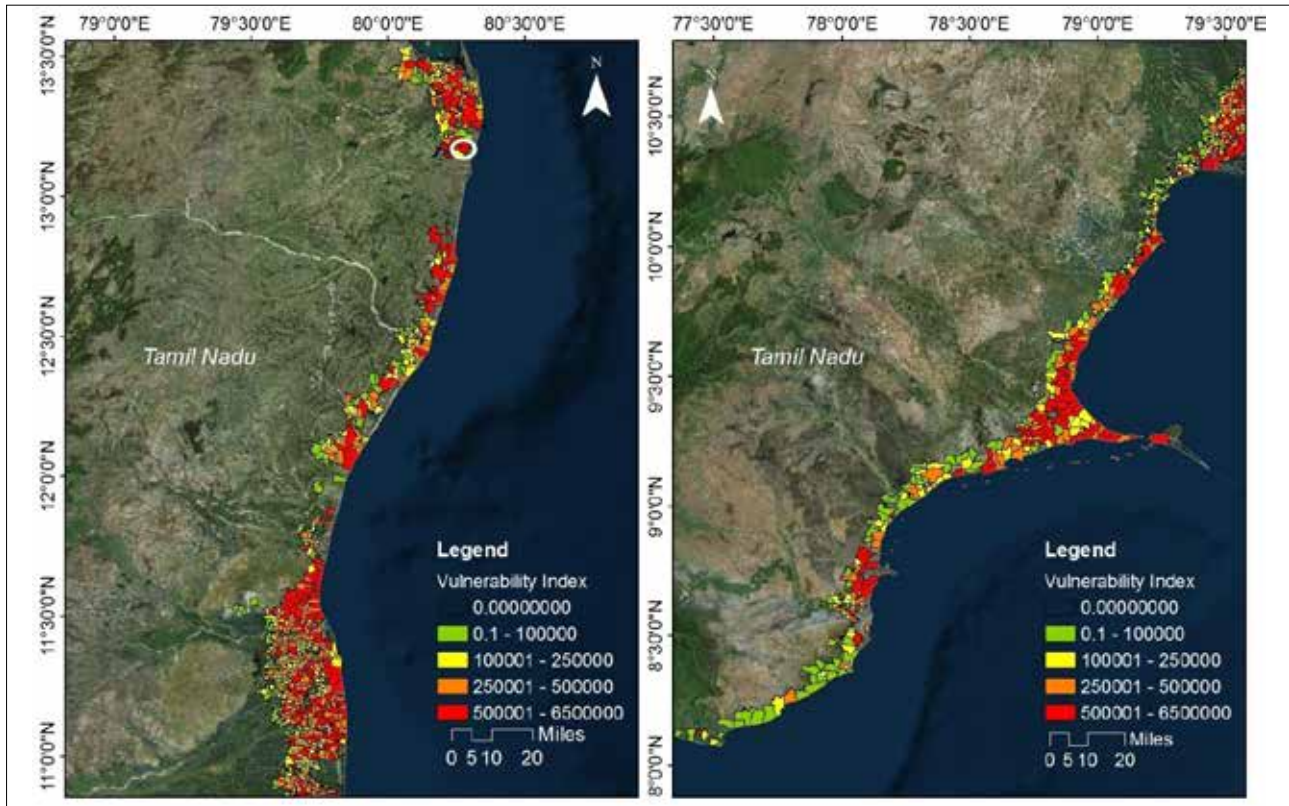 79°0'0"E 79°30'0"E 80°0'0"E 80°30'0"E
13°30'0"N
13°0'0"N
12°30'0"N
12°0'0"N
11°30'0"N
11°0'0"N
N
Tamil Nadu
Legend
Vulnerability Index
0.00000000
0.1 - 100000
100001 - 250000
250001 - 500000
500001 - 6500000
Miles
0 5 10 20
77°30'0"E 78°0'0"E 78°30'0"E 79°0'0"E 79°30'0"E
10°30'0"N
10°0'0"N
9°30'0"N
9°0'0"N
8°30'0"N
8°0'0"N
N
Tamil Nadu
Legend
Vulnerability Index
0.00000000
0.1 - 100000
100001 - 250000
250001 - 500000
500001 - 6500000
Miles
0 5 10 20